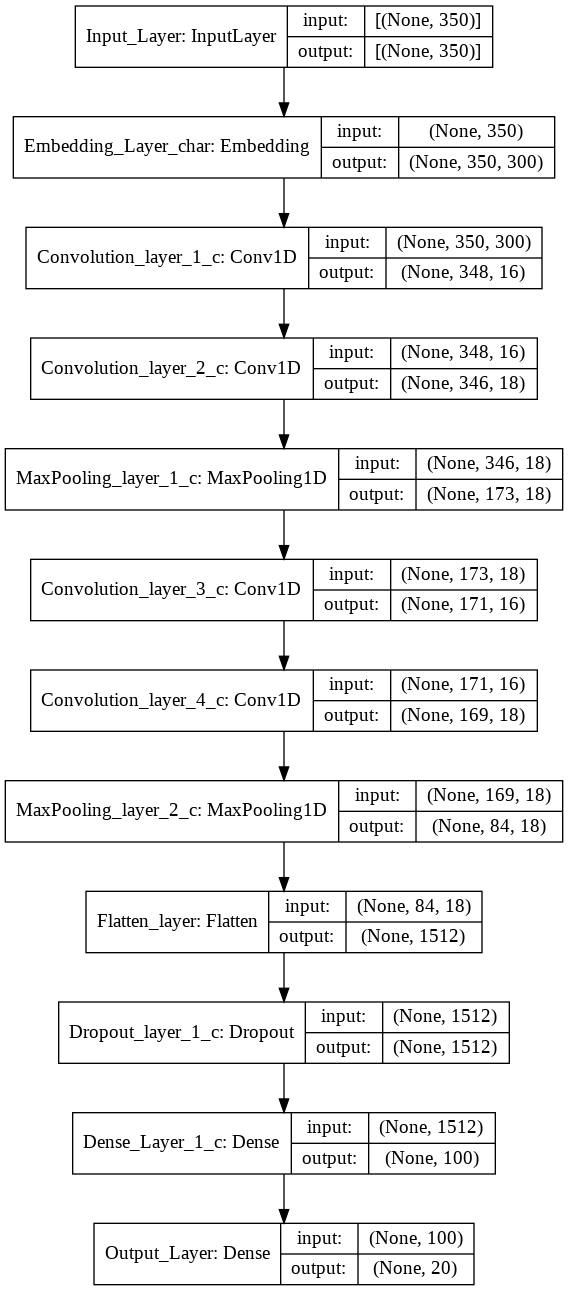 Input_Layer: InputLayer
input:
[(None, 350)]
output:
[(None, 350)]
Embedding_Layer_char: Embedding
input:
(None, 350)
output:
(None, 350, 300)
Convolution_layer_1_c: Conv1D
input:
(None, 350, 300)
output:
(None, 348, 16)
Convolution_layer_2_c: Conv1D
input:
(None, 348, 16)
output:
(None, 346, 18)
MaxPooling_layer_1_c: MaxPooling1D
input:
(None, 346, 18)
output:
(None, 173, 18)
Convolution_layer_3_c: Conv1D
input:
(None, 173, 18)
output:
(None, 171, 16)
Convolution_layer_4_c: Conv1D
input:
(None, 171, 16)
output:
(None, 169, 18)
MaxPooling_layer_2_c: MaxPooling1D
input:
(None, 169, 18)
output:
(None, 84, 18)
Flatten_layer: Flatten
input:
(None, 84, 18)
output:
(None, 1512)
Dropout_layer_1_c: Dropout
input:
(None, 1512)
output:
(None, 1512)
Dense_Layer_1_c: Dense
input:
(None, 1512)
output:
(None, 100)
Output_Layer: Dense
input:
(None, 100)
output:
(None, 20)